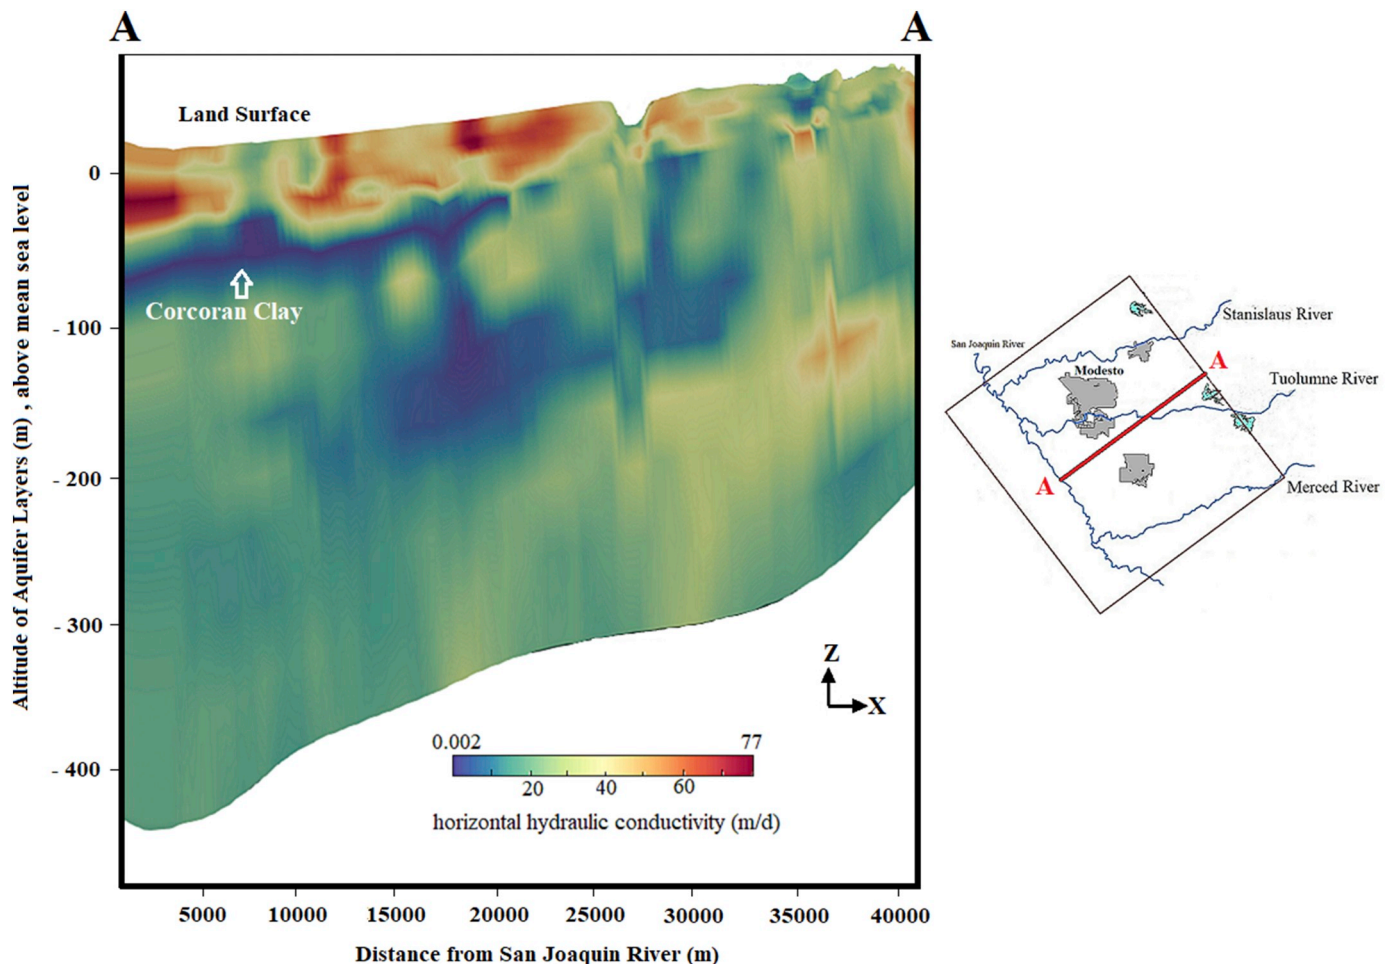 A
A
Land Surface
0
- 100
- 200
- 300
- 400
Altitude of Aquifer Layers (m) , above mean sea level
Corcoran Clay
Z
X
0.002
77
20
40
60
horizontal hydraulic conductivity (m/d)
5000
10000
15000
20000
25000
30000
35000
40000
Distance from San Joaquin River (m)
Stanislaus River
San Joaquin River
A
Modesto
Tuolumne River
A
Merced River